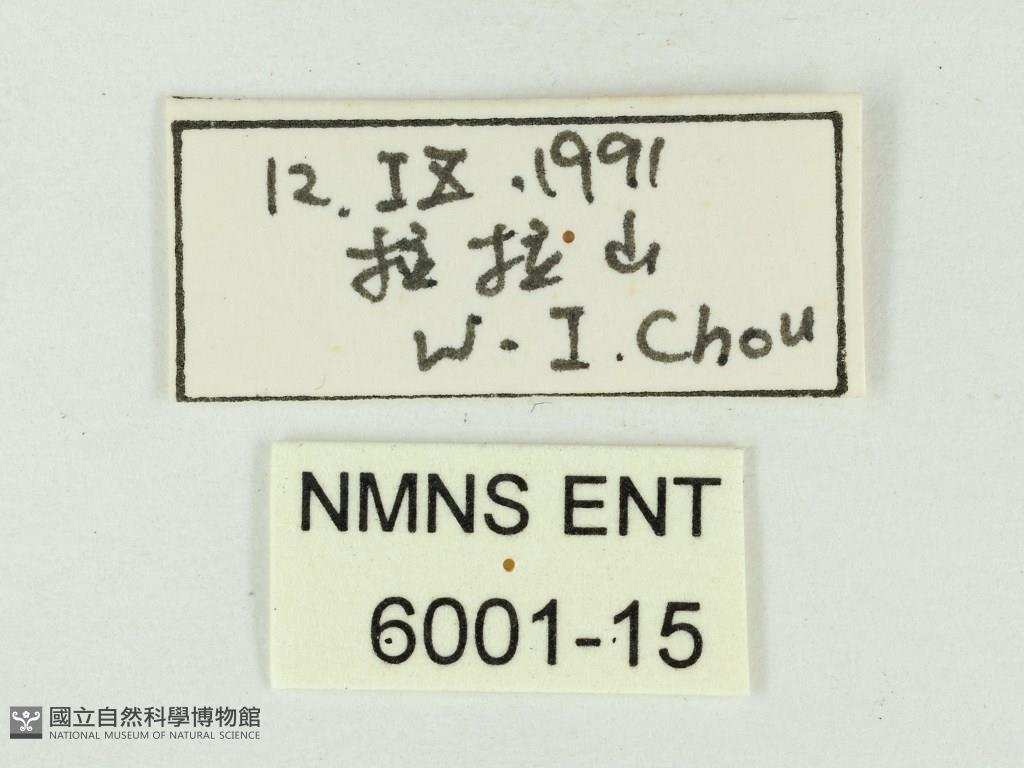 12. IX .1991
拉拉山
W. I. Chou
NMNS ENT
6001-15
國立自然科學博物館
NATIONAL MUSEUM OF NATURAL SCIENCE